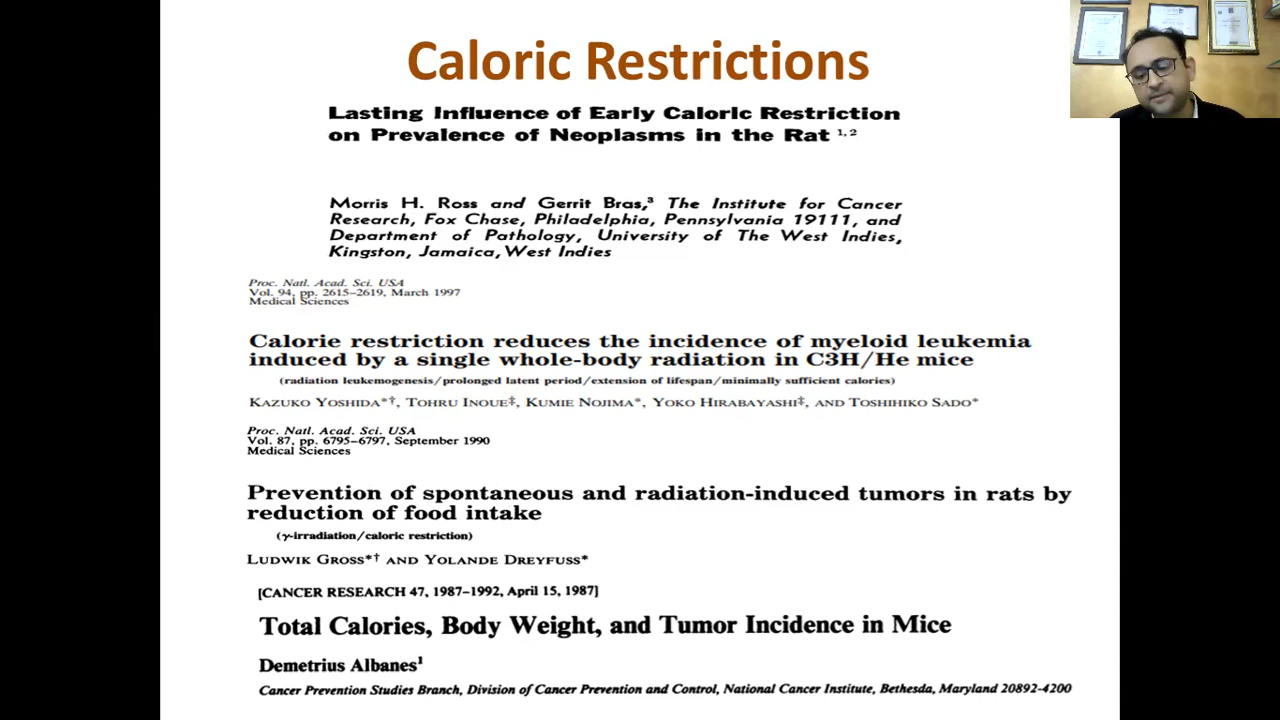 Caloric Restrictions
Lasting Influence of Early Caloric Restriction
on Prevalence of Neoplasms in the Rat 1,2
Morris H. Ross and Gerrit Bras,³ The Institute for Cancer
Research, Fox Chase, Philadelphia, Pennsylvania 19111, and
Department of Pathology, University of The West Indies,
Kingston, Jamaica, West Indies
Proc. Natl. Acad. Sci. USA
Vol. 94, pp. 2615–2619, March 1997
Medical Sciences
Calorie restriction reduces the incidence of myeloid leukemia
induced by a single whole-body radiation in C3H/He mice
(radiation leukemogenesis/prolonged latent period/extension of lifespan/minimally sufficient calories)
KAZUKO YOSHIDA*†, TOHRU INOUE‡, KUMIE NOJIMA*, YOKO HIRABAYASHI‡, AND TOSHIHIKO SADO*
Proc. Natl. Acad. Sci. USA
Vol. 87, pp. 6795–6797, September 1990
Medical Sciences
Prevention of spontaneous and radiation-induced tumors in rats by
reduction of food intake
(γ-irradiation/caloric restriction)
LUDWIK GROSS*† AND YOLANDE DREYFUSS*
[CANCER RESEARCH 47, 1987–1992, April 15, 1987]
Total Calories, Body Weight, and Tumor Incidence in Mice
Demetrius Albanes¹
Cancer Prevention Studies Branch, Division of Cancer Prevention and Control, National Cancer Institute, Bethesda, Maryland 20892-4200